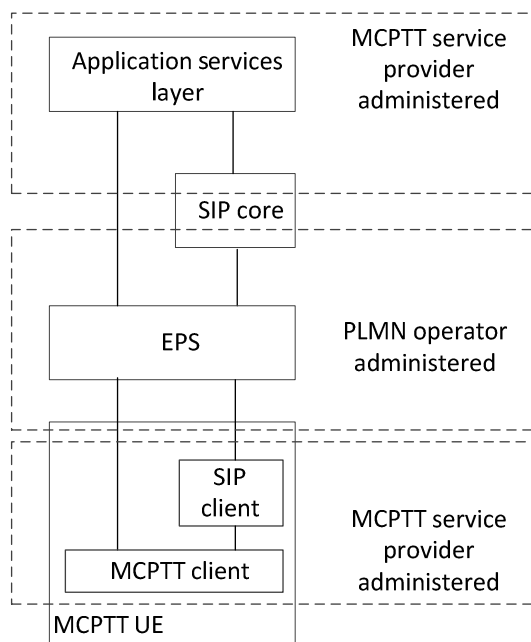 Application services
layer
MCPTT service
provider
administered
SIP core
EPS
PLMN operator
administered
SIP
client
MCPTT service
provider
administered
MCPTT client
MCPTT UE